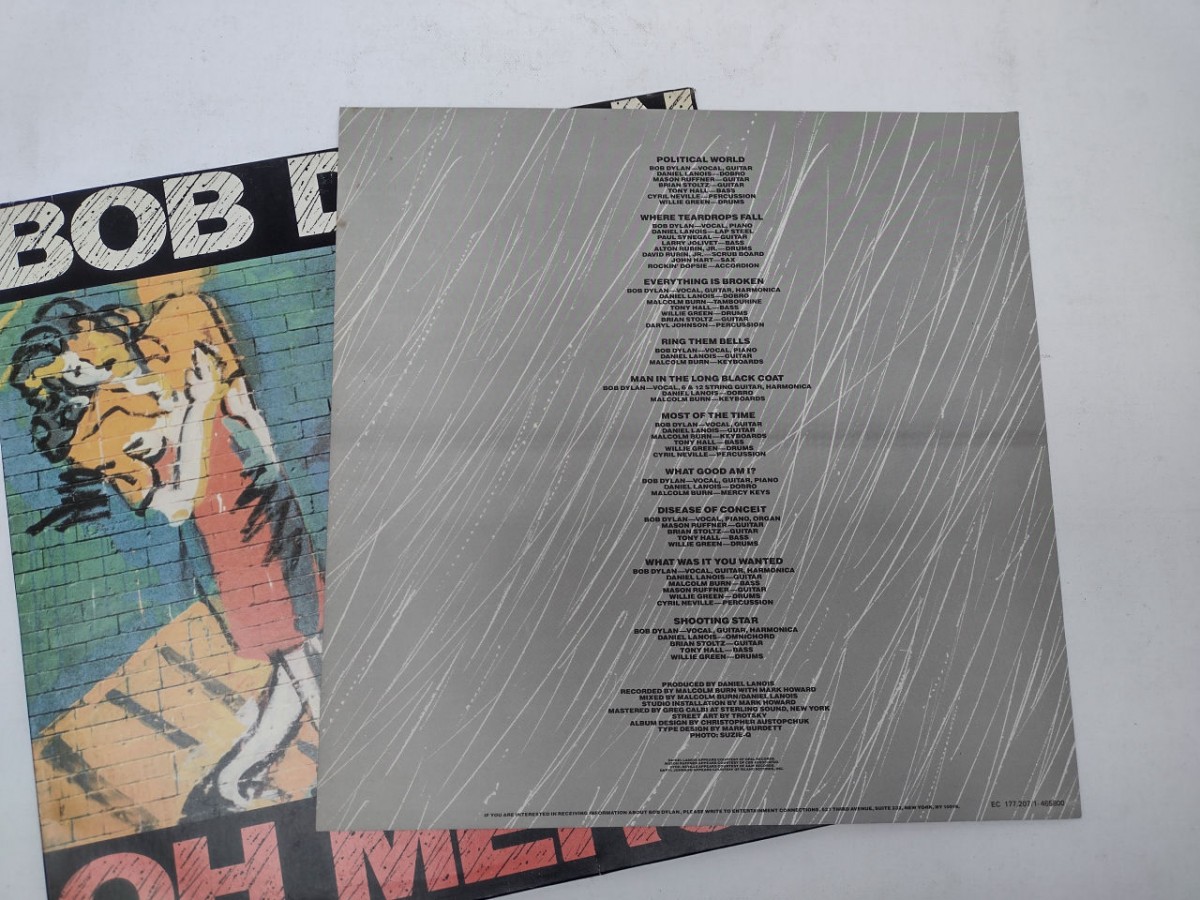 BOB D
N
POLITICAL WORLD
BOB DYLAN—VOCAL, GUITAR
DANIEL LANOIS—DOBRO
MASON RUFFNER—GUITAR
BRIAN STOLTZ—GUITAR
TONY HALL—BASS
CYRIL NEVILLE—PERCUSSION
WILLIE GREEN—DRUMS
WHERE TEARDROPS FALL
BOB DYLAN—VOCAL, PIANO
DANIEL LANOIS—LAP STEEL
PAUL SYNEGAL—GUITAR
LARRY JOLIVET—BASS
ALTON RUBIN, JR.—DRUMS
DAVID RUBIN, JR.—SCRUB BOARD
JOHN HART—SAX
ROCKIN' DOPSIE—ACCORDION
EVERYTHING IS BROKEN
BOB DYLAN—VOCAL, GUITAR, HARMONICA
DANIEL LANOIS—DOBRO
MALCOLM BURN—TAMBOURINE
TONY HALL—BASS
WILLIE GREEN—DRUMS
BRIAN STOLTZ—GUITAR
DARYL JOHNSON—PERCUSSION
RING THEM BELLS
BOB DYLAN—VOCAL, PIANO
DANIEL LANOIS—GUITAR
MALCOLM BURN—KEYBOARDS
MAN IN THE LONG BLACK COAT
BOB DYLAN—VOCAL, 6 & 12 STRING GUITAR, HARMONICA
DANIEL LANOIS—DOBRO
MALCOLM BURN—KEYBOARDS
MOST OF THE TIME
BOB DYLAN—VOCAL, GUITAR
DANIEL LANOIS—GUITAR
MALCOLM BURN—KEYBOARDS
TONY HALL—BASS
WILLIE GREEN—DRUMS
CYRIL NEVILLE—PERCUSSION
WHAT GOOD AM I?
BOB DYLAN—VOCAL, GUITAR, PIANO
DANIEL LANOIS—DOBRO
MALCOLM BURN—MERCY KEYS
DISEASE OF CONCEIT
BOB DYLAN—VOCAL, PIANO, ORGAN
MASON RUFFNER—GUITAR
BRIAN STOLTZ—GUITAR
TONY HALL—BASS
WILLIE GREEN—DRUMS
WHAT WAS IT YOU WANTED
BOB DYLAN—VOCAL, GUITAR, HARMONICA
DANIEL LANOIS—GUITAR
MALCOLM BURN—BASS
MASON RUFFNER—GUITAR
WILLIE GREEN—DRUMS
CYRIL NEVILLE—PERCUSSION
SHOOTING STAR
BOB DYLAN—VOCAL, GUITAR, HARMONICA
DANIEL LANOIS—OMNICHORD
BRIAN STOLTZ—GUITAR
TONY HALL—BASS
WILLIE GREEN—DRUMS
PRODUCED BY DANIEL LANOIS
RECORDED BY MALCOLM BURN WITH MARK HOWARD
MIXED BY MALCOLM BURN/DANIEL LANOIS
STUDIO INSTALLATION BY MARK HOWARD
MASTERED BY GREG CALBI AT STERLING SOUND, NEW YORK
STREET ART BY TROTSKY
ALBUM DESIGN BY CHRISTOPHER AUSTOPCHUK
TYPE DESIGN BY MARK BURDETT
PHOTO: SUZIE-Q
EC 177.207/1-465800
IF YOU ARE INTERESTED IN RECEIVING INFORMATION ABOUT BOB DYLAN, PLEASE WRITE TO ENTERTAINMENT CONNECTIONS, THIRD AVENUE, SUITE NEW YORK, NY
OH MER